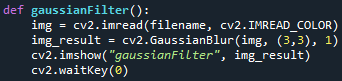 def gaussianFilter():
    img = cv2.imread(filename, cv2.IMREAD_COLOR)
    img_result = cv2.GaussianBlur(img, (3,3), 1)
    cv2.imshow("gaussianFilter", img_result)
    cv2.waitKey(0)